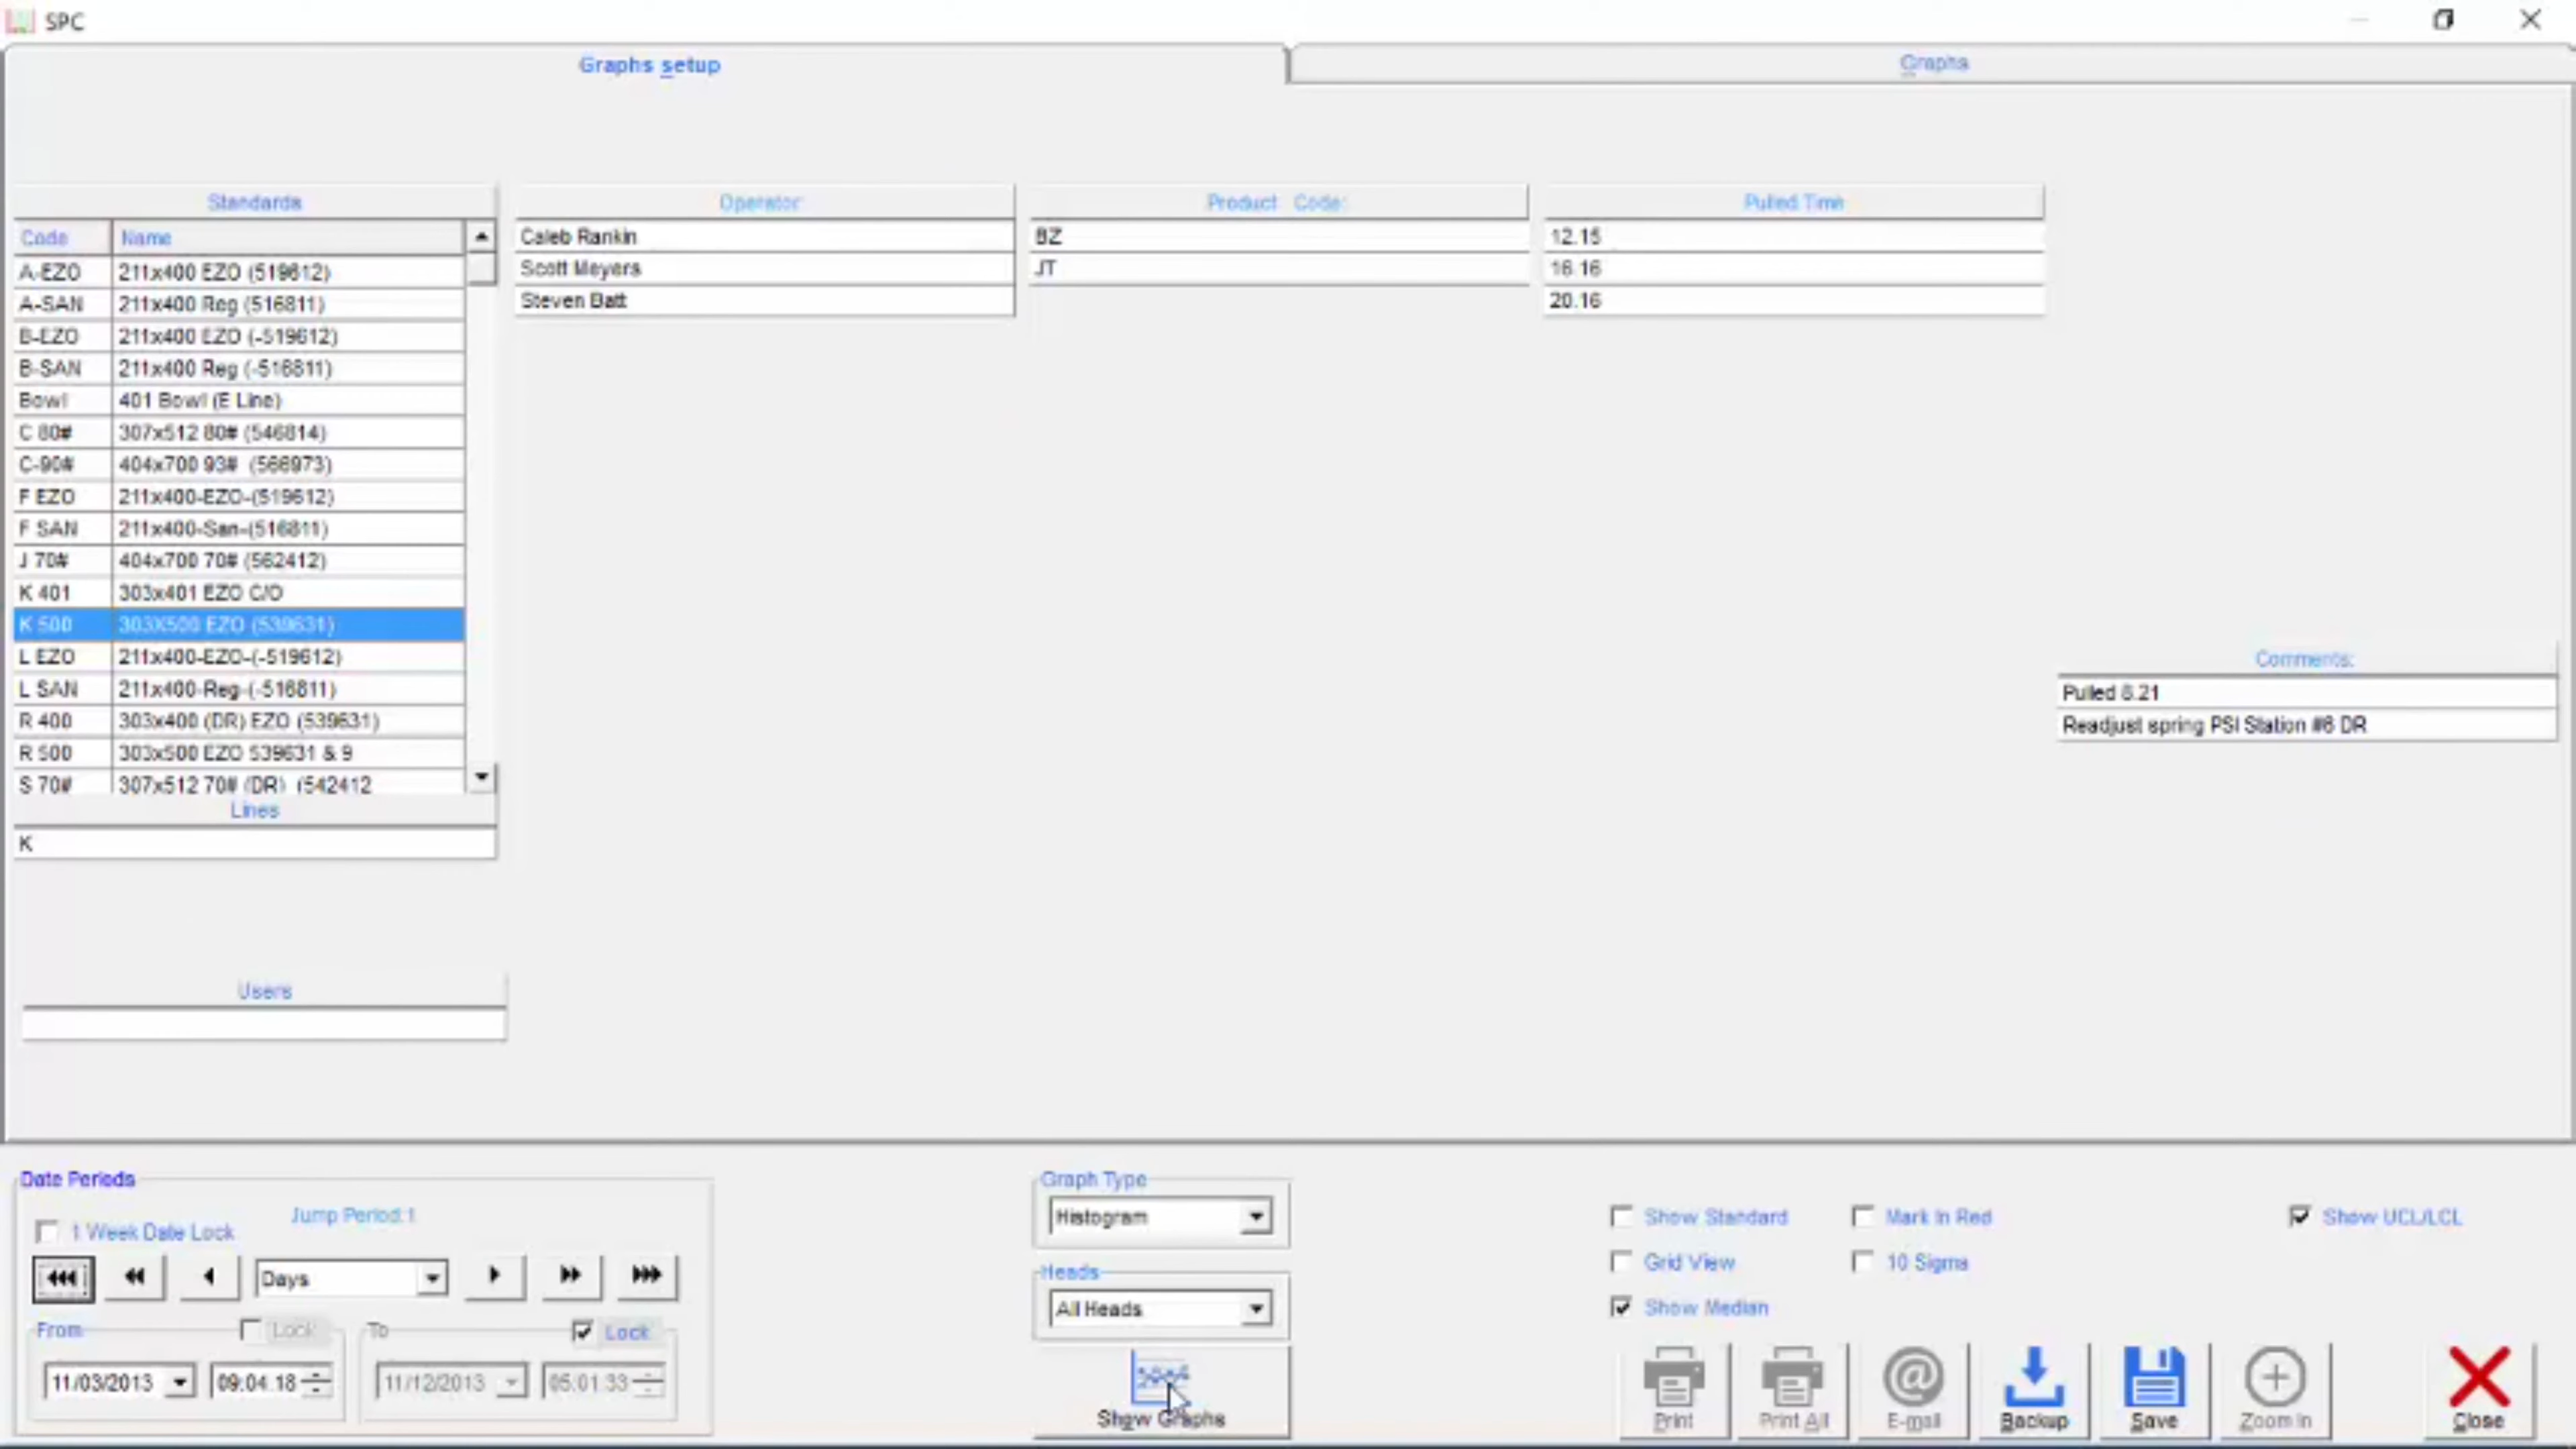 SPC
Graphs setup
Graphs
Standards
Code Name
A-EZO 211x400 EZO (519612)
A-SAN 211x400 Reg (516811)
B-EZO 211x400 EZO (-519612)
B-SAN 211x400 Reg (-516811)
Bowl 401 Bowl (E Line)
C 80# 307x512 80# (546814)
C-90# 404x700 93# (566973)
F EZO 211x400-EZO-(519612)
F SAN 211x400-San-(516811)
J 70# 404x700 70# (562412)
K 401 303x401 EZO C/O
K 500 303X500 EZO (539631)
L EZO 211x400-EZO-(-519612)
L SAN 211x400-Reg-(-516811)
R 400 303x400 (DR) EZO (539631)
R 500 303x500 EZO 539631 & 9
S 70# 307x512 70# (DR) (542412
Lines
K
Users
Operator:
Caleb Rankin
Scott Meyers
Steven Batt
Product Code:
BZ
JT
Pulled Time
12.15
16.16
20.16
Comments:
Pulled 8.21
Readjust spring PSI Station #6 DR
Date Periods
Jump Period:1
1 Week Date Lock
Days
From
Lock
To
Lock
11/03/2013 09:04:18
11/12/2013 05:01:33
Graph Type
Histogram
Heads
All Heads
Show Graphs
Show Standard
Mark In Red
Show UCL/LCL
Grid View
10 Sigma
Show Median
Print
Print All
E-mail
Backup
Save
Zoom In
Close